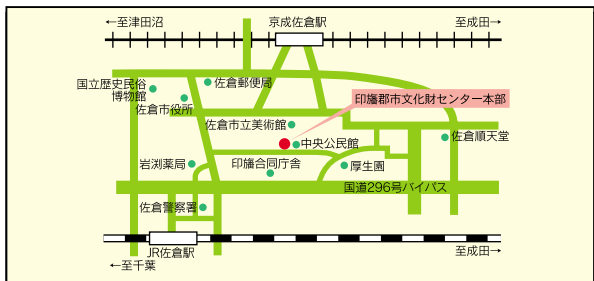 ←至津田沼
京成佐倉駅
至成田→
国立歴史民俗
博物館
佐倉郵便局
佐倉市役所
印旛郡市文化財センター本部
佐倉市立美術館
中央公民館
佐倉順天堂
岩渕薬局
印旛合同庁舎
厚生園
国道296号バイパス
佐倉警察署
JR佐倉駅
至成田→
←至千葉